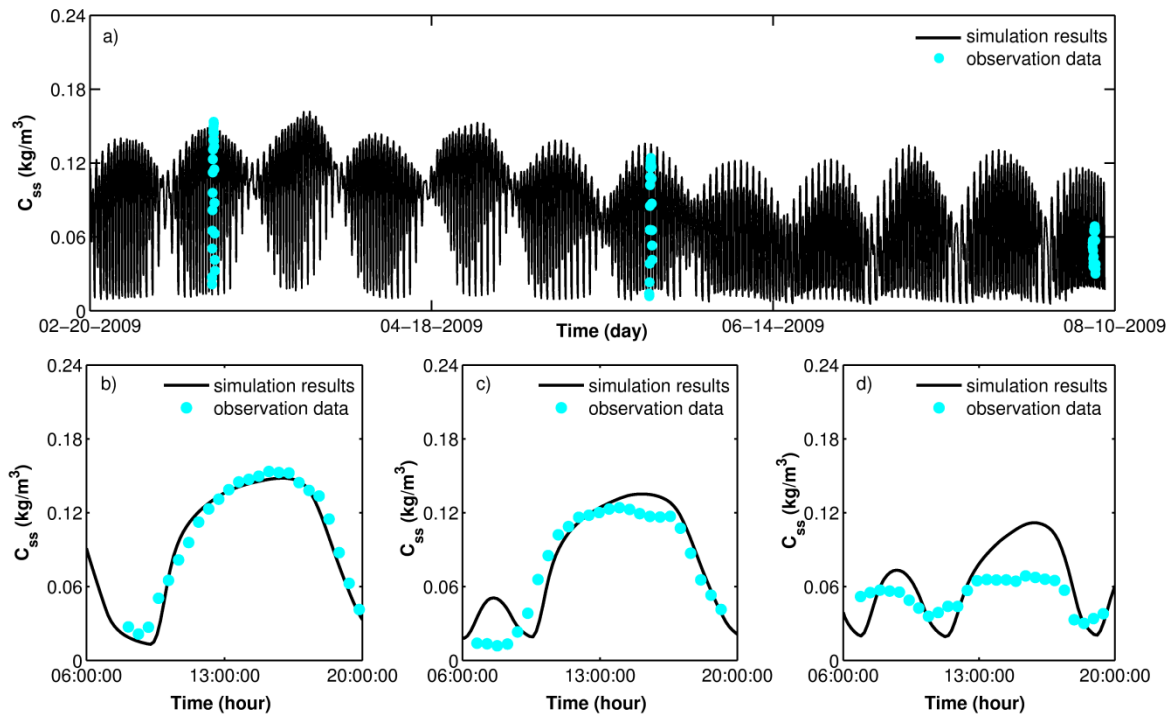 0.24
a)
simulation results
observation data
0.18
0.12
0.06
0
C_ss (kg/m³)
02−20−2009
04−18−2009
06−14−2009
08−10−2009
Time (day)
0.24
b)
simulation results
observation data
0.18
0.12
0.06
0
C_ss (kg/m³)
06:00:00
13:00:00
20:00:00
Time (hour)
0.24
c)
simulation results
observation data
0.18
0.12
0.06
0
C_ss (kg/m³)
06:00:00
13:00:00
20:00:00
Time (hour)
0.24
d)
simulation results
observation data
0.18
0.12
0.06
0
C_ss (kg/m³)
06:00:00
13:00:00
20:00:00
Time (hour)